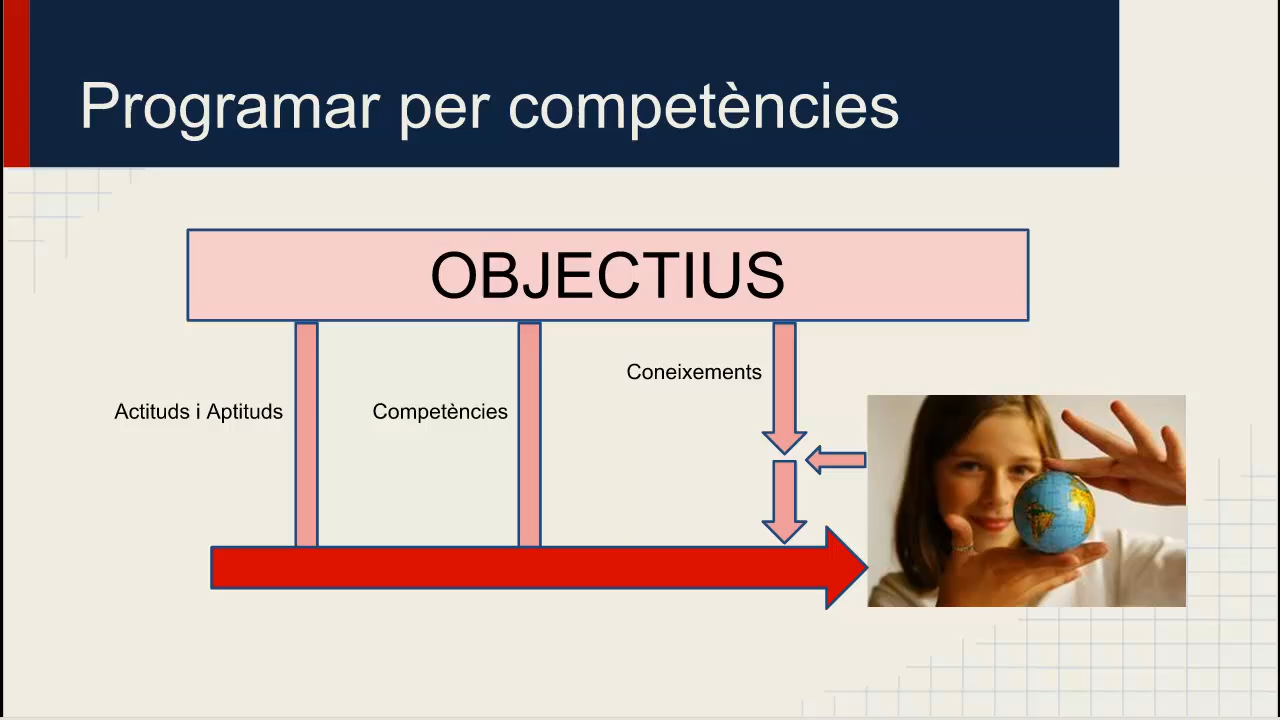 Programar per competències
OBJECTIUS
Coneixements
Actituds i Aptituds
Competències